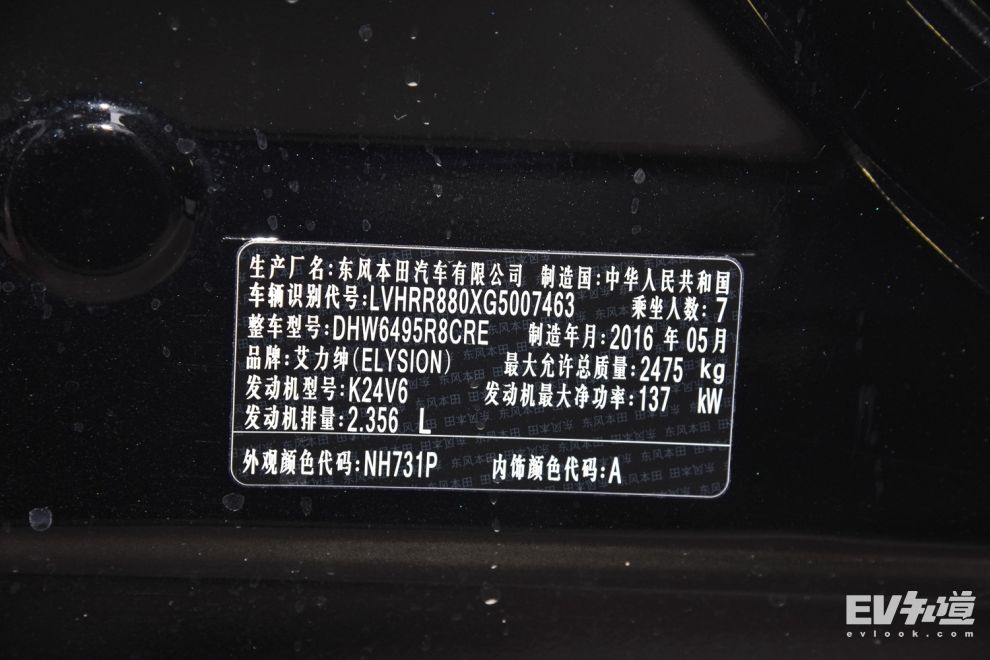 生产厂名:东风本田汽车有限公司 制造国:中华人民共和国
车辆识别代号:LVHRR880XG5007463 乘坐人数:7
整车型号:DHW6495R8CRE 制造年月:2016 年 05月
品牌:艾力绅(ELYSION) 最大允许总质量:2475 kg
发动机型号:K24V6 发动机最大净功率:137 kW
发动机排量:2.356 L
外观颜色代码:NH731P 内饰颜色代码:A
EV知道
evlook.com